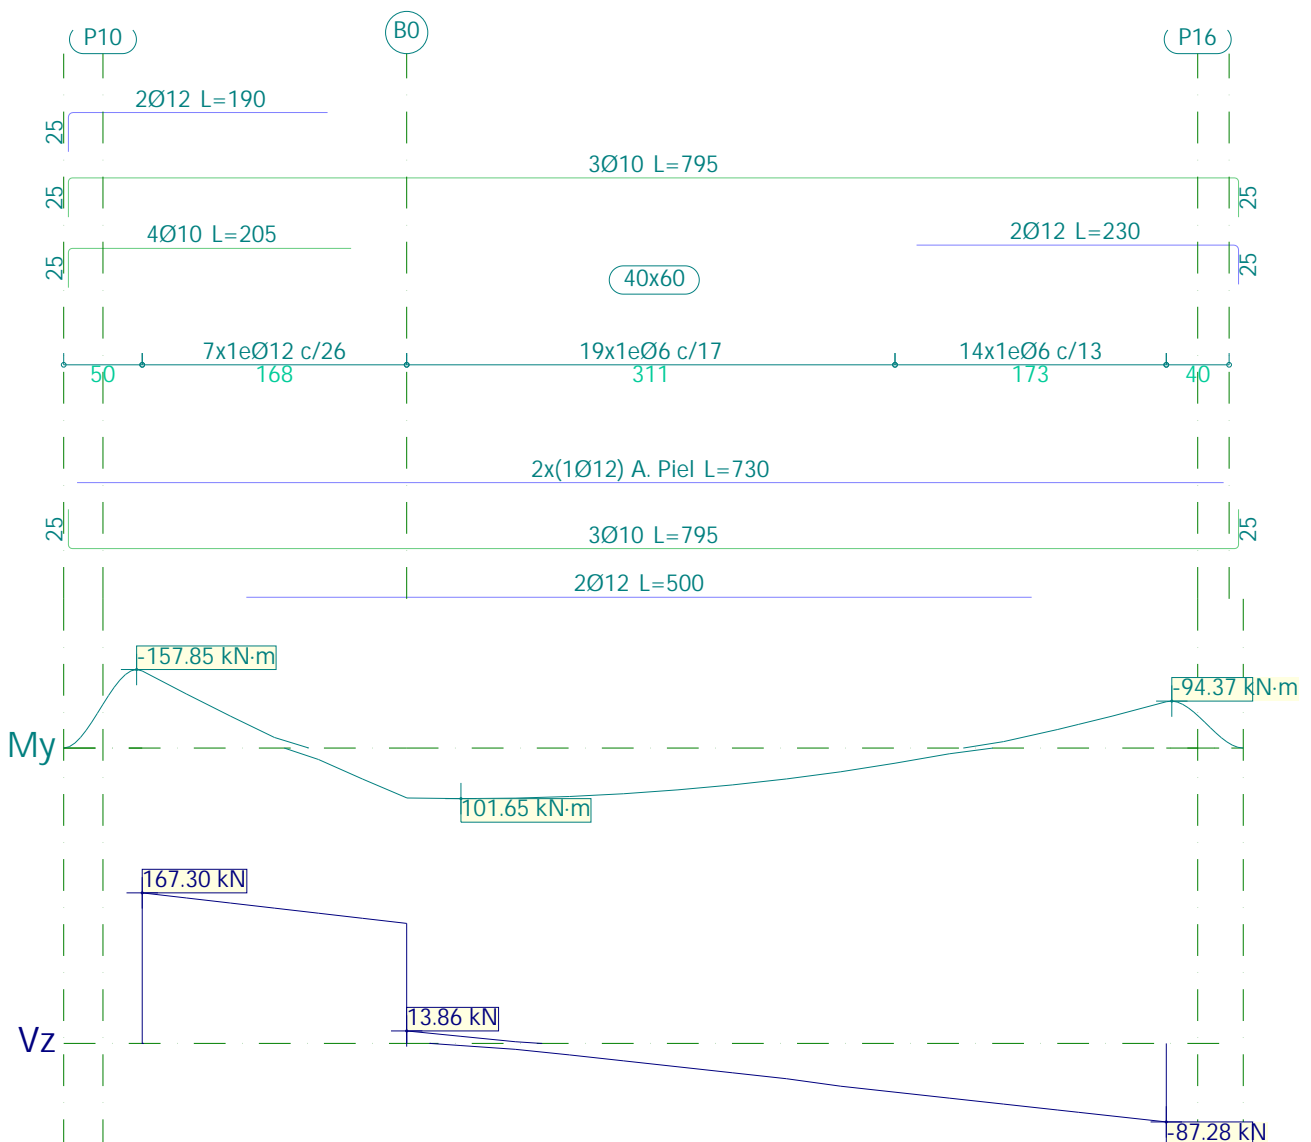 P10
B0
P16
2Ø12 L=190
25
3Ø10 L=795
25
25
4Ø10 L=205
2Ø12 L=230
25
25
40x60
7x1eØ12 c/26
19x1eØ6 c/17
14x1eØ6 c/13
50
168
311
173
40
2x(1Ø12) A. Piel L=730
25
3Ø10 L=795
25
2Ø12 L=500
-157.85 kN·m
-94.37 kN·m
My
101.65 kN·m
167.30 kN
13.86 kN
Vz
-87.28 kN